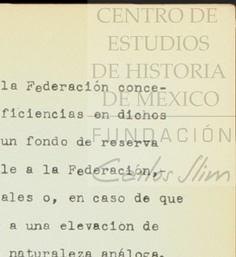 CENTRO DE
ESTUDIOS
DE HISTORIA
DE MÉXICO
FUNDACIÓN
Carlos Slim
la Federación conce-
ficiencias en dichos
un fondo de reserva
le a la Federación,-
ales o, en caso de que
a una elevacion de
naturaleza análoga.